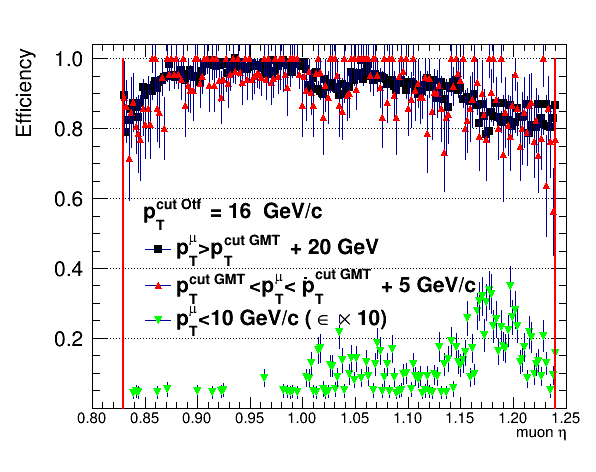 Efficiency
1.0
0.8
0.6
0.4
0.2
p_T^{cut Otf} = 16 GeV/c
p_T^μ>p_T^{cut GMT} + 20 GeV
p_T^{cut GMT}<p_T^μ<p_T^{cut GMT} + 5 GeV/c
p_T^μ<10 GeV/c (∈ × 10)
0.80 0.85 0.90 0.95 1.00 1.05 1.10 1.15 1.20 1.25
muon η